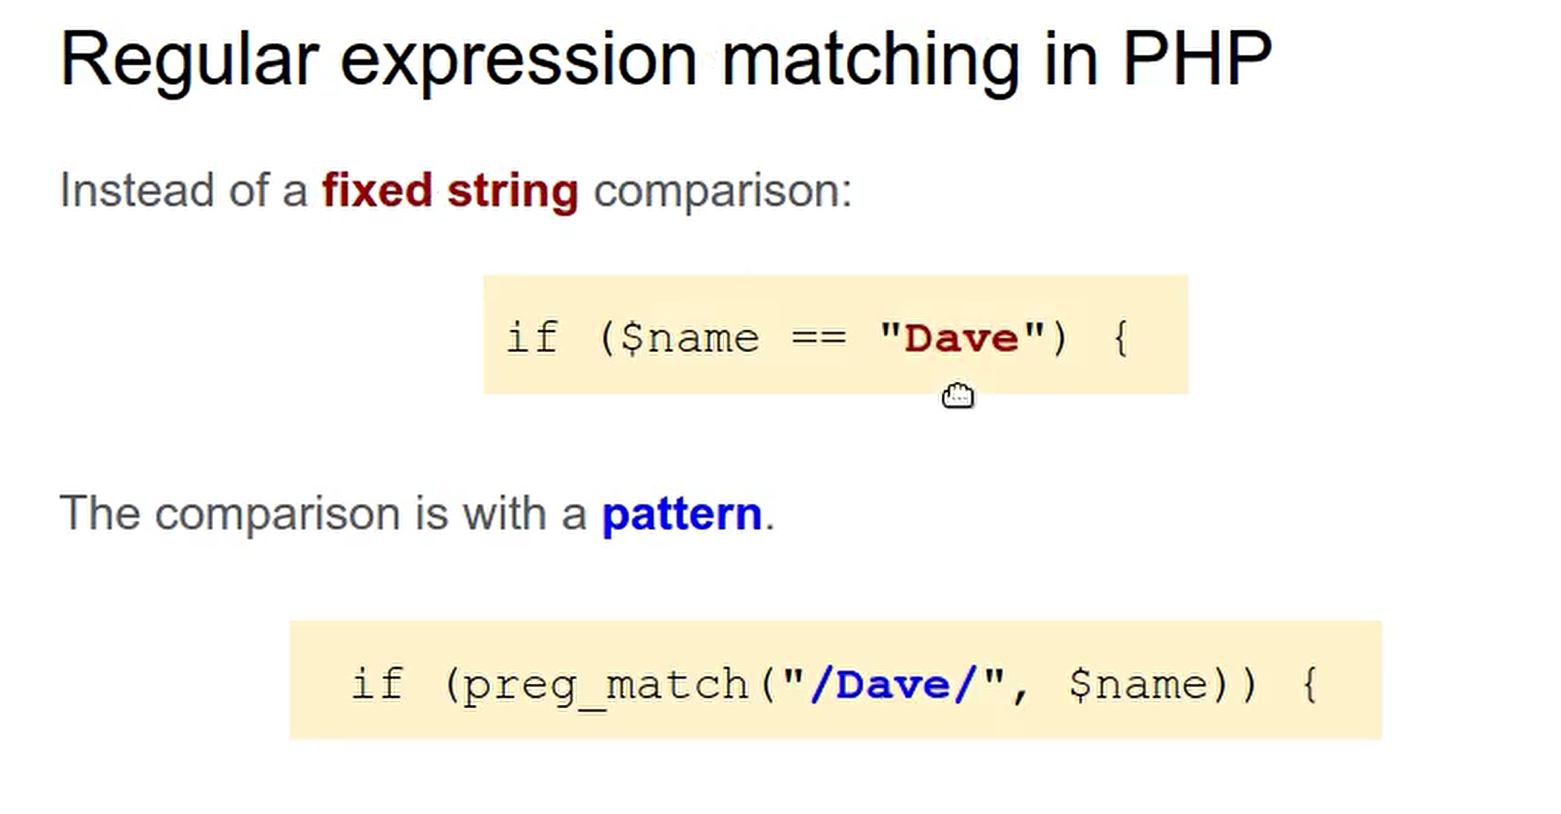 Regular expression matching in PHP
Instead of a fixed string comparison:
if ($name == "Dave") {
The comparison is with a pattern.
if (preg_match("/Dave/", $name)) {